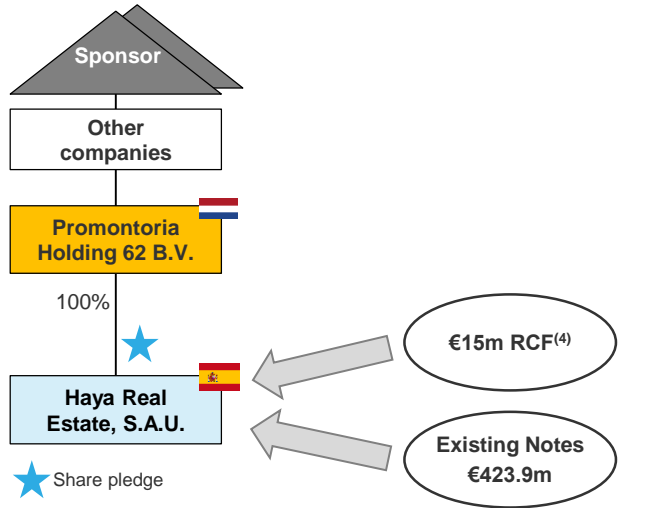 Sponsor
Other
companies
Promontoria
Holding 62 B.V.
100%
€15m RCF(4)
Haya Real
Estate, S.A.U.
Existing Notes
€423.9m
Share pledge